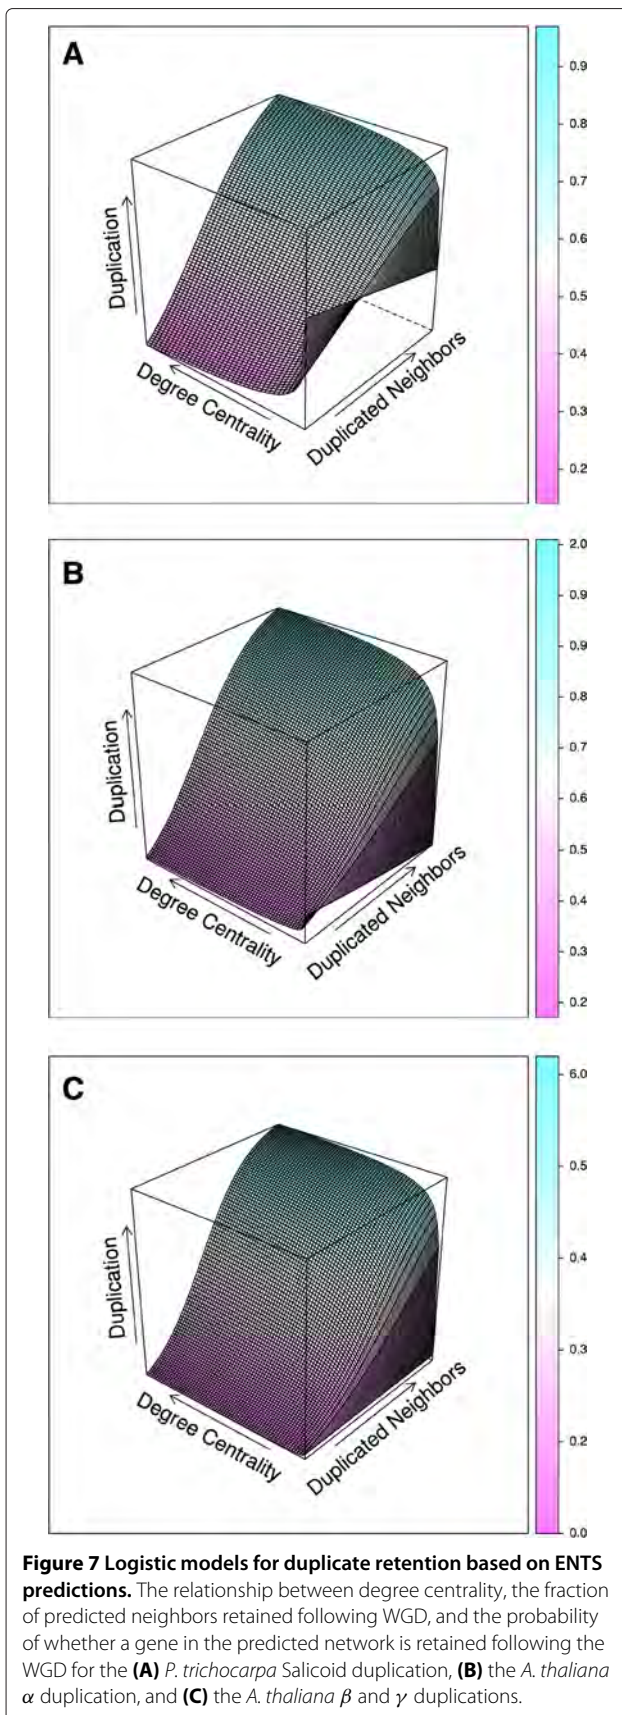 A
0.9
0.8
0.7
0.6
0.5
0.4
0.3
0.2
Duplication
Degree Centrality
Duplicated Neighbors
B
2.0
0.9
0.9
0.8
0.7
0.6
0.5
0.4
0.3
0.2
Duplication
Degree Centrality
Duplicated Neighbors
C
6.0
0.5
0.4
0.3
0.2
0.0
Duplication
Degree Centrality
Duplicated Neighbors
Figure 7 Logistic models for duplicate retention based on ENTS
predictions. The relationship between degree centrality, the fraction
of predicted neighbors retained following WGD, and the probability
of whether a gene in the predicted network is retained following the
WGD for the (A) P. trichocarpa Salicoid duplication, (B) the A. thaliana
α duplication, and (C) the A. thaliana β and γ duplications.